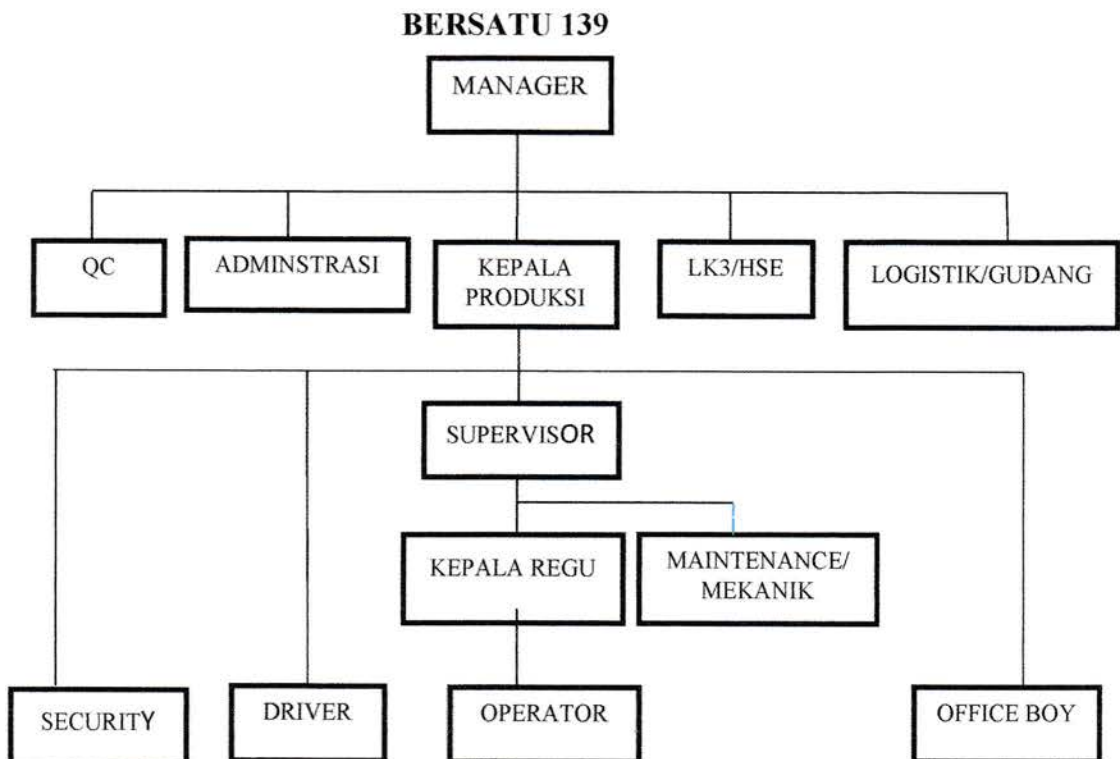 BERSATU 139
MANAGER
QC
ADMINSTRASI
KEPALA
PRODUKSI
LK3/HSE
LOGISTIK/GUDANG
SUPERVISOR
KEPALA REGU
MAINTENANCE/
MEKANIK
SECURITY
DRIVER
OPERATOR
OFFICE BOY